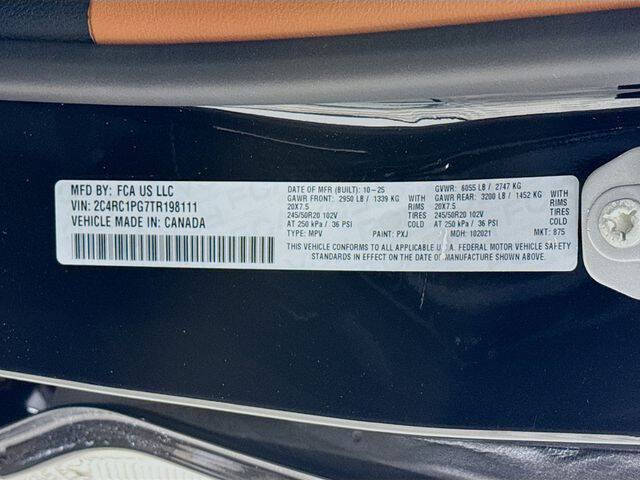 MFD BY: FCA US LLC
VIN: 2C4RC1PG7TR198111
VEHICLE MADE IN: CANADA
DATE OF MFR (BUILT): 10-25 GVWR: 6055 LB / 2747 KG
GAWR FRONT: 2950 LB / 1339 KG WITH GAWR REAR: 3200 LB / 1452 KG WITH
20X7.5 RIMS 20X7.5 RIMS
245/50R20 102V TIRES 245/50R20 102V TIRES
AT 250 kPa / 36 PSI COLD AT 250 kPa / 36 PSI COLD
TYPE: MPV PAINT: PXJ MDH: 102021 MKT: 875
THIS VEHICLE CONFORMS TO ALL APPLICABLE U.S.A. FEDERAL MOTOR VEHICLE SAFETY
STANDARDS IN EFFECT ON THE DATE OF MANUFACTURE SHOWN ABOVE.